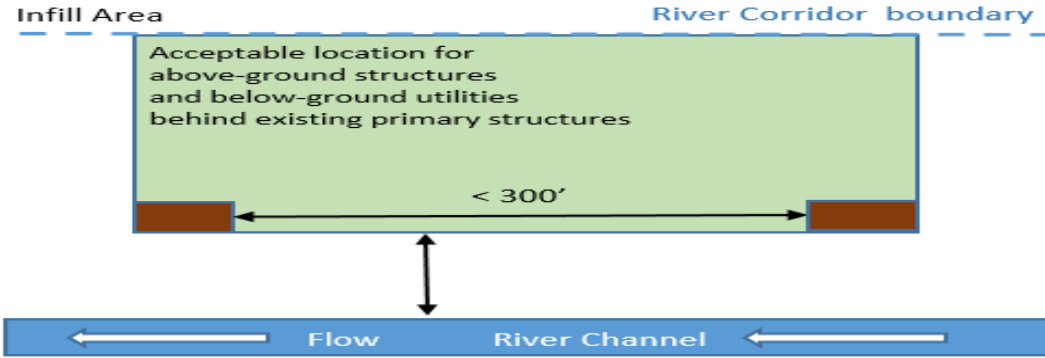 Infill Area
River Corridor boundary
Acceptable location for
above-ground structures
and below-ground utilities
behind existing primary structures
< 300’
Flow
River Channel